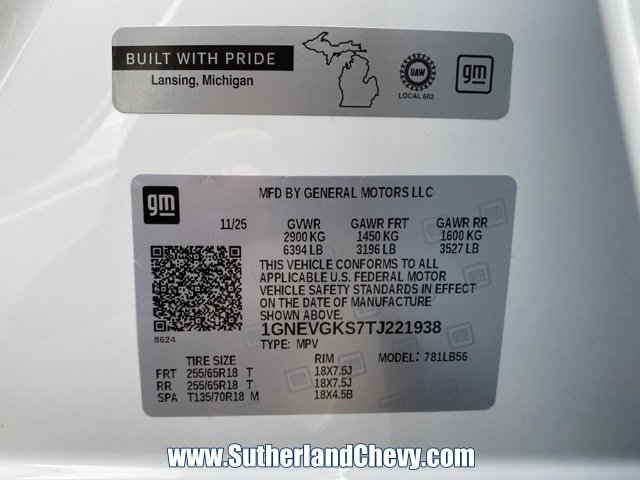 BUILT WITH PRIDE
Lansing, Michigan
UAW
LOCAL 602
gm
gm
MFD BY GENERAL MOTORS LLC
11/25 GVWR GAWR FRT GAWR RR
2900 KG 1450 KG 1600 KG
6394 LB 3196 LB 3527 LB
THIS VEHICLE CONFORMS TO ALL
APPLICABLE U.S. FEDERAL MOTOR
VEHICLE SAFETY STANDARDS IN EFFECT
ON THE DATE OF MANUFACTURE
SHOWN ABOVE.
1GNEVGKS7TJ221938
8624
TYPE: MPV
TIRE SIZE RIM MODEL: 781LB56
FRT 255/65R18 T 18X7.5J
RR 255/65R18 T 18X7.5J
SPA T135/70R18 M 18X4.5B
www.SutherlandChevy.com